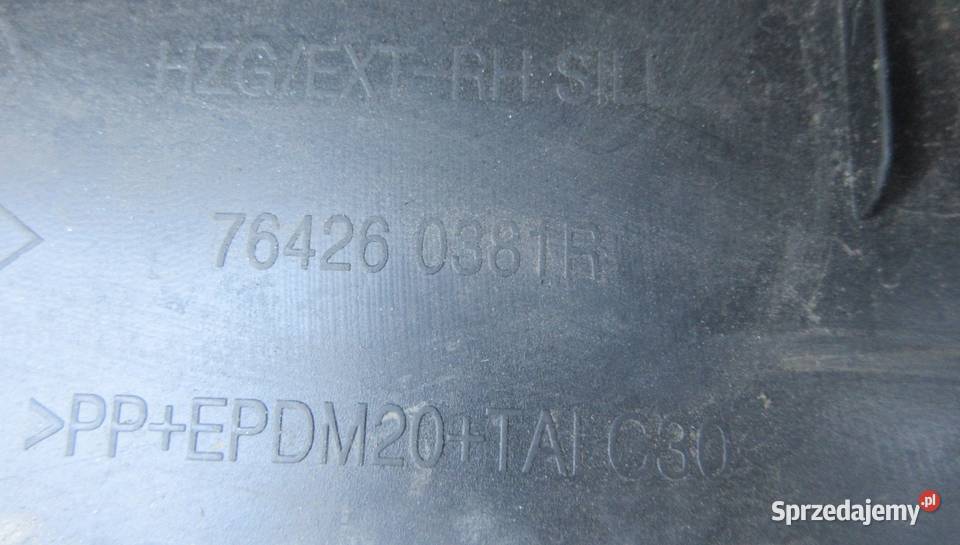 HZG/EXT-RH SILL
76426 0381R
>PP+EPDM20+TALC30
Sprzedajemy.pl